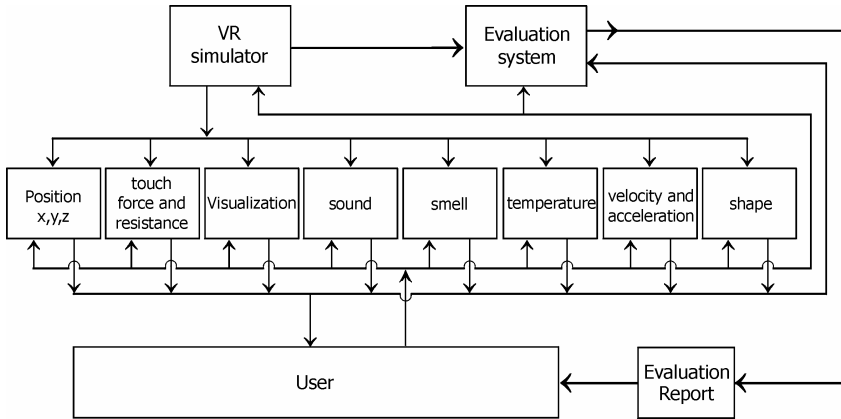 VR
simulator
Evaluation
system
Position
x,y,z
touch
force and
resistance
Visualization
sound
smell
temperature
velocity and
acceleration
shape
User
Evaluation
Report